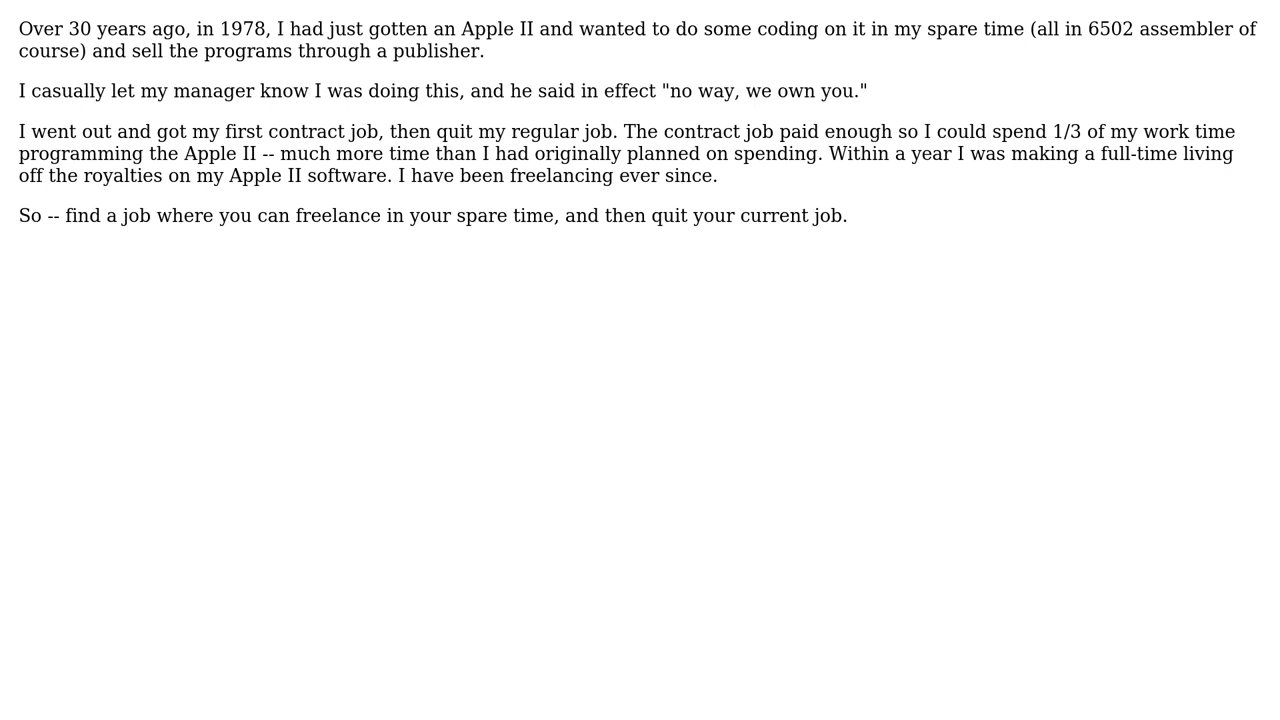 Over 30 years ago, in 1978, I had just gotten an Apple II and wanted to do some coding on it in my spare time (all in 6502 assembler of
course) and sell the programs through a publisher.
I casually let my manager know I was doing this, and he said in effect "no way, we own you."
I went out and got my first contract job, then quit my regular job. The contract job paid enough so I could spend 1/3 of my work time
programming the Apple II -- much more time than I had originally planned on spending. Within a year I was making a full-time living
off the royalties on my Apple II software. I have been freelancing ever since.
So -- find a job where you can freelance in your spare time, and then quit your current job.